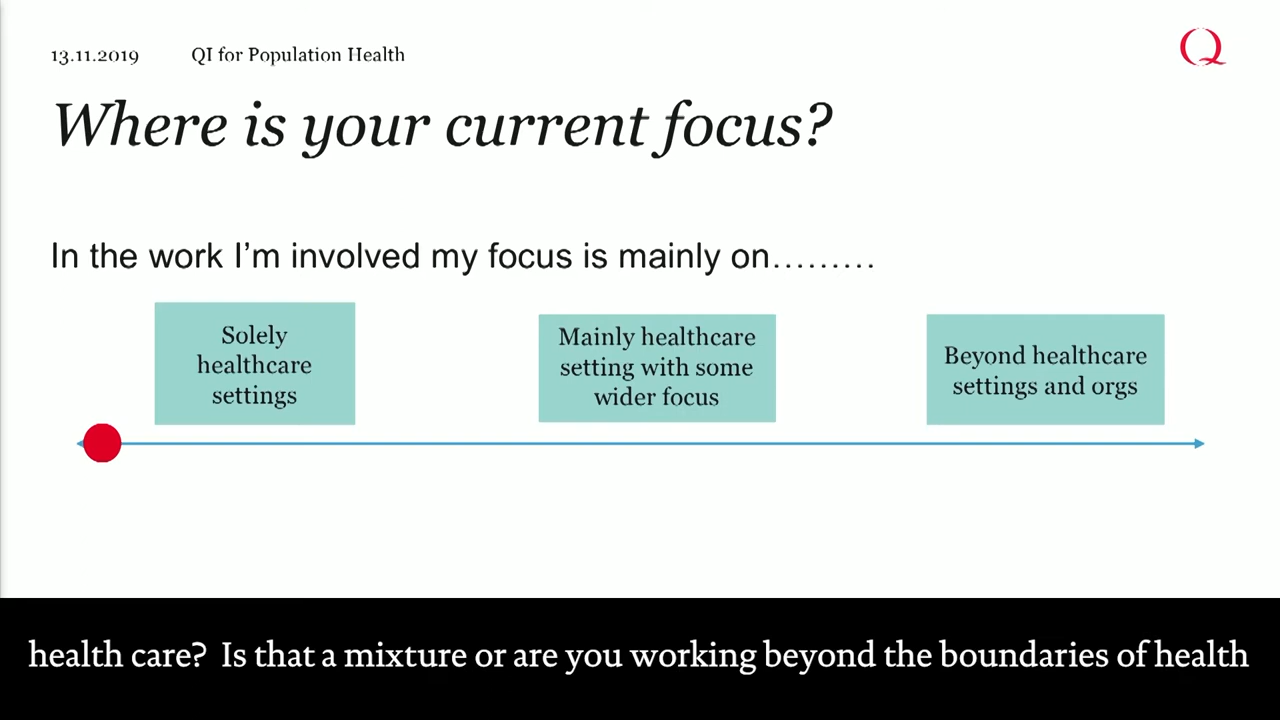 13.11.2019 QI for Population Health
Q
Where is your current focus?
In the work I'm involved my focus is mainly on.........
Solely
healthcare
settings
Mainly healthcare
setting with some
wider focus
Beyond healthcare
settings and orgs
health care? Is that a mixture or are you working beyond the boundaries of health